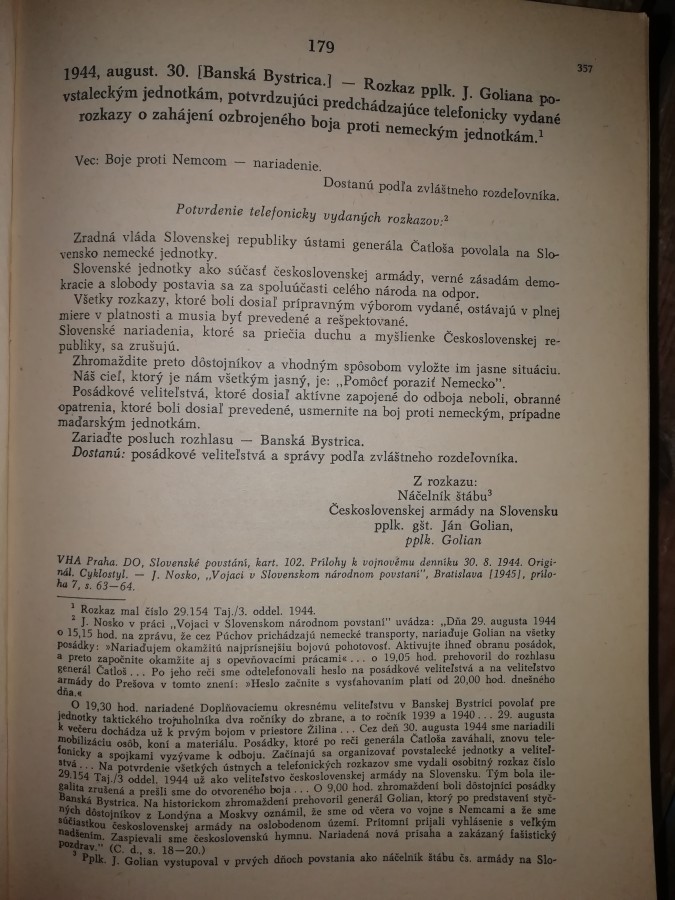 179
357
1944, august. 30. [Banská Bystrica.] — Rozkaz pplk. J. Goliana po-
vstaleckým jednotkám, potvrdzujúci predchádzajúce telefonicky vydané
rozkazy o zahájení ozbrojeného boja proti nemeckým jednotkám.¹
Vec: Boje proti Nemcom — nariadenie.
Dostanú podľa zvláštneho rozdeľovníka.
Potvrdenie telefonicky vydaných rozkazov:²
Zradná vláda Slovenskej republiky ústami generála Čatloša povolala na Slo-
vensko nemecké jednotky.
Slovenské jednotky ako súčasť československej armády, verné zásadám demo-
kracie a slobody postavia sa za spoluúčasti celého národa na odpor.
Všetky rozkazy, ktoré boli dosiaľ prípravným výborom vydané, ostávajú v plnej
miere v platnosti a musia byť prevedené a rešpektované.
Slovenské nariadenia, ktoré sa priečia duchu a myšlienke Československej re-
publiky, sa zrušujú.
Zhromaždite preto dôstojníkov a vhodným spôsobom vyložte im jasne situáciu.
Náš cieľ, ktorý je nám všetkým jasný, je: „Pomôcť poraziť Nemecko".
Posádkové veliteľstvá, ktoré dosiaľ aktívne zapojené do odboja neboli, obranné
opatrenia, ktoré boli dosiaľ prevedené, usmernite na boj proti nemeckým, prípadne
maďarským jednotkám.
Zariaďte posluch rozhlasu — Banská Bystrica.
Dostanú: posádkové veliteľstvá a správy podľa zvláštneho rozdeľovníka.
Z rozkazu:
Náčelník štábu³
Československej armády na Slovensku
pplk. gšt. Ján Golian,
pplk. Golian
VHA Praha. DO, Slovenské povstání, kart. 102. Prílohy k vojnovému denníku 30. 8. 1944. Origi-
nál. Cyklostyl. — J. Nosko, „Vojaci v Slovenskom národnom povstaní", Bratislava [1945], prílo-
ha 7, s. 63—64.
¹ Rozkaz mal číslo 29.154 Taj./3. oddel. 1944.
² J. Nosko v práci „Vojaci v Slovenskom národnom povstaní" uvádza: „Dňa 29. augusta 1944
o 15,15 hod. na zprávu, že cez Púchov prichádzajú nemecké transporty, nariaďuje Golian na všetky
posádky: »Nariaďujem okamžitú najprísnejšiu bojovú pohotovosť. Aktivujte ihneď obranu posádok,
a preto započnite okamžite aj s opevňovacími prácami« . . . o 19,05 hod. prehovoril do rozhlasu
generál Čatloš . . . Po jeho reči sme odtelefonovali heslo na posádkové veliteľstvá a na veliteľstvo
armády do Prešova v tomto znení: »Heslo začnite s vysťahovaním platí od 20,00 hod. dnešného
dňa.«
O 19,30 hod. nariadené Doplňovaciemu okresnému veliteľstvu v Banskej Bystrici povolať pre
jednotky taktického trojuholníka dva ročníky do zbrane, a to ročník 1939 a 1940 . . . 29. augusta
k večeru dochádza už k prvým bojom v priestore Žilina . . . Cez deň 30. augusta 1944 sme nariadili
mobilizáciu osôb, koní a materiálu. Posádky, ktoré po reči generála Čatloša zaváhali, znovu tele-
fonicky a spojkami vyzývame k odboju. Začínajú sa organizovať povstalecké jednotky a veliteľ-
stvá . . . Na potvrdenie všetkých ústnych a telefonických rozkazov sme vydali osobitný rozkaz číslo
29.154 Taj./3 oddel. 1944 už ako veliteľstvo československej armády na Slovensku. Tým bola ile-
galita zrušená a prešli sme do otvoreného boja . . . O 9,00 hod. zhromaždení boli dôstojníci posádky
Banská Bystrica. Na historickom zhromaždení prehovoril generál Golian, ktorý po predstavení styč-
ných dôstojníkov z Londýna a Moskvy oznámil, že sme od včera vo vojne s Nemcami a že sme
súčiastkou československej armády na oslobodenom území. Prítomní prijali vyhlásenie s veľkým
nadšením. Zaspievali sme československú hymnu. Nariadená nová prísaha a zakázaný fašistický
pozdrav." (C. d., s. 18—20.)
³ Pplk. J. Golian vystupoval v prvých dňoch povstania ako náčelník štábu čs. armády na Slo-